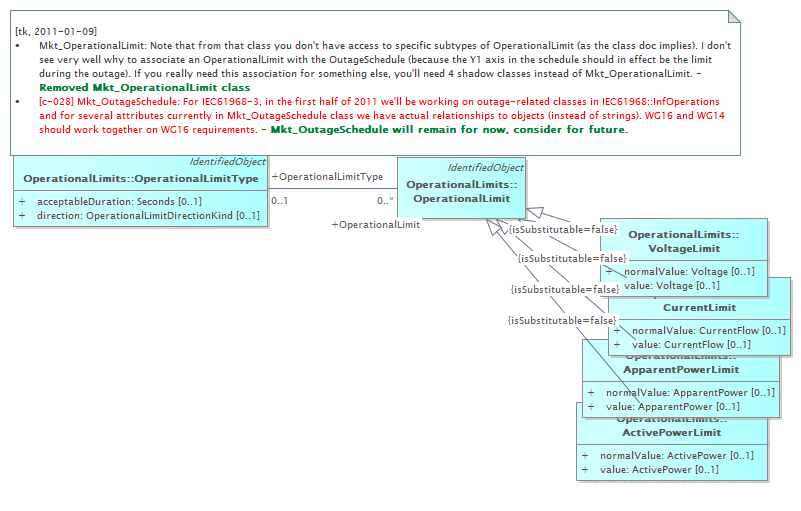 [tk, 2011-01-09]
• Mkt_OperationalLimit: Note that from that class you don't have access to specific subtypes of OperationalLimit (as the class doc implies). I don't
see very well why to associate an OperationalLimit with the OutageSchedule (because the Y1 axis in the schedule should in effect be the limit
during the outage). If you really need this association for something else, you'll need 4 shadow classes instead of Mkt_OperationalLimit. –
Removed Mkt_OperationalLimit class
• [c-028] Mkt_OutageSchedule: For IEC61968-3, in the first half of 2011 we'll be working on outage-related classes in IEC61968::InfOperations
and for several attributes currently in Mkt_OutageSchedule class we have actual relationships to objects (instead of strings). WG16 and WG14
should work together on WG16 requirements. – Mkt_OutageSchedule will remain for now, consider for future.
IdentifiedObject
OperationalLimits::OperationalLimitType
+ acceptableDuration: Seconds [0..1]
+ direction: OperationalLimitDirectionKind [0..1]
+OperationalLimitType
0..1
0..*
+OperationalLimit
IdentifiedObject
OperationalLimits::
OperationalLimit
{isSubstitutable=false}
{isSubstitutable=false}
{isSubstitutable=false}
{isSubstitutable=false}
OperationalLimits::
VoltageLimit
+ normalValue: Voltage [0..1]
+ value: Voltage [0..1]
CurrentLimit
+ normalValue: CurrentFlow [0..1]
+ value: CurrentFlow [0..1]
OperationalLimits::
ApparentPowerLimit
+ normalValue: ApparentPower [0..1]
+ value: ApparentPower [0..1]
OperationalLimits::
ActivePowerLimit
+ normalValue: ActivePower [0..1]
+ value: ActivePower [0..1]